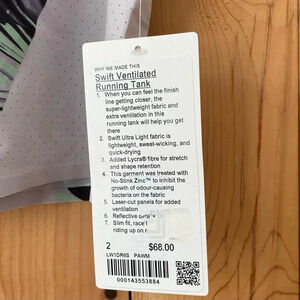 WHY WE MADE THIS
Swift Ventilated
Running Tank
1. When you can feel the finish
line getting closer, the
super-lightweight fabric and
extra ventilation in this
running tank will help you get
there
2. Swift Ultra Light fabric is
lightweight, sweat-wicking, and
quick-drying
3. Added Lycra® fibre for stretch
and shape retention
4. This garment was treated with
No-Stink Zinc™ to inhibit the
growth of odour-causing
bacteria on the fabric
5. Laser-cut panels for added
ventilation
6. Reflective
7. Slim fit,
riding up on
2 $68.00
LW1DR6S PAWM
000143553884